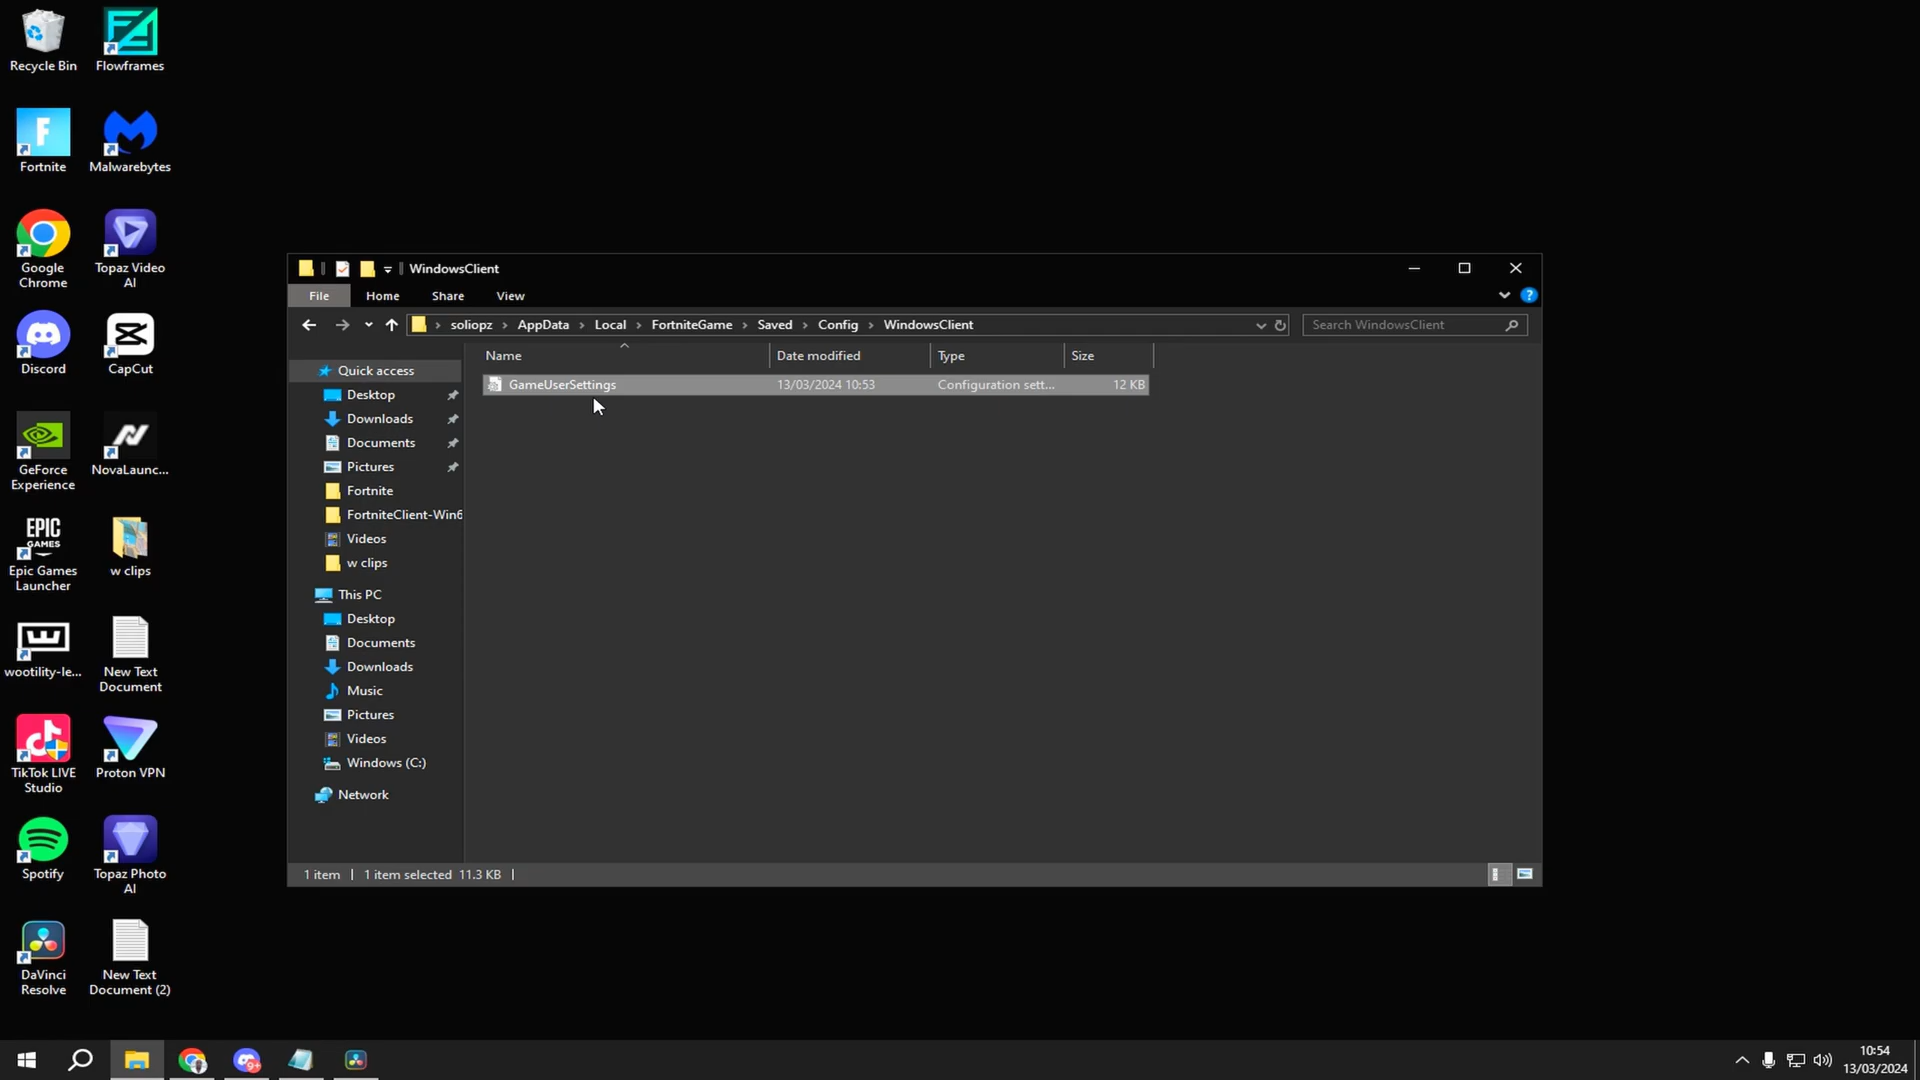 Recycle Bin
Flowframes
Fortnite
Malwarebytes
Google
Chrome
Topaz Video
AI
Discord
CapCut
GeForce
Experience
NovaLaunc...
EPIC
GAMES
Epic Games
Launcher
w clips
wootility-le...
New Text
Document
TikTok LIVE
Studio
Proton VPN
Spotify
Topaz Photo
AI
DaVinci
Resolve
New Text
Document (2)
WindowsClient
File Home Share View
soliopz › AppData › Local › FortniteGame › Saved › Config › WindowsClient
Search WindowsClient
Name Date modified Type Size
GameUserSettings 13/03/2024 10:53 Configuration sett... 12 KB
Quick access
Desktop
Downloads
Documents
Pictures
Fortnite
FortniteClient-Win6
Videos
w clips
This PC
Desktop
Documents
Downloads
Music
Pictures
Videos
Windows (C:)
Network
1 item | 1 item selected 11.3 KB |
9+
10:54
13/03/2024